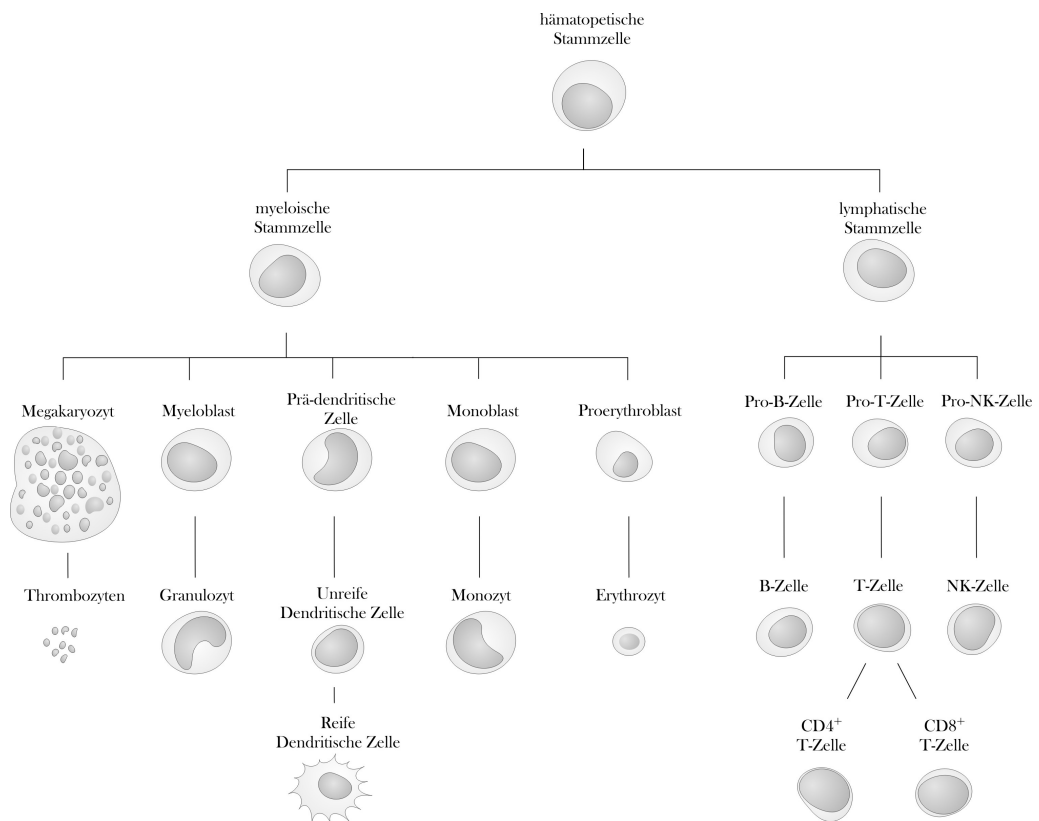 hämatopetische
Stammzelle
myeloische
Stammzelle
lymphatische
Stammzelle
Megakaryozyt
Myeloblast
Prä-dendritische
Zelle
Monoblast
Proerythroblast
Pro-B-Zelle
Pro-T-Zelle
Pro-NK-Zelle
Thrombozyten
Granulozyt
Unreife
Dendritische Zelle
Monozyt
Erythrozyt
B-Zelle
T-Zelle
NK-Zelle
Reife
Dendritische Zelle
CD4⁺
T-Zelle
CD8⁺
T-Zelle